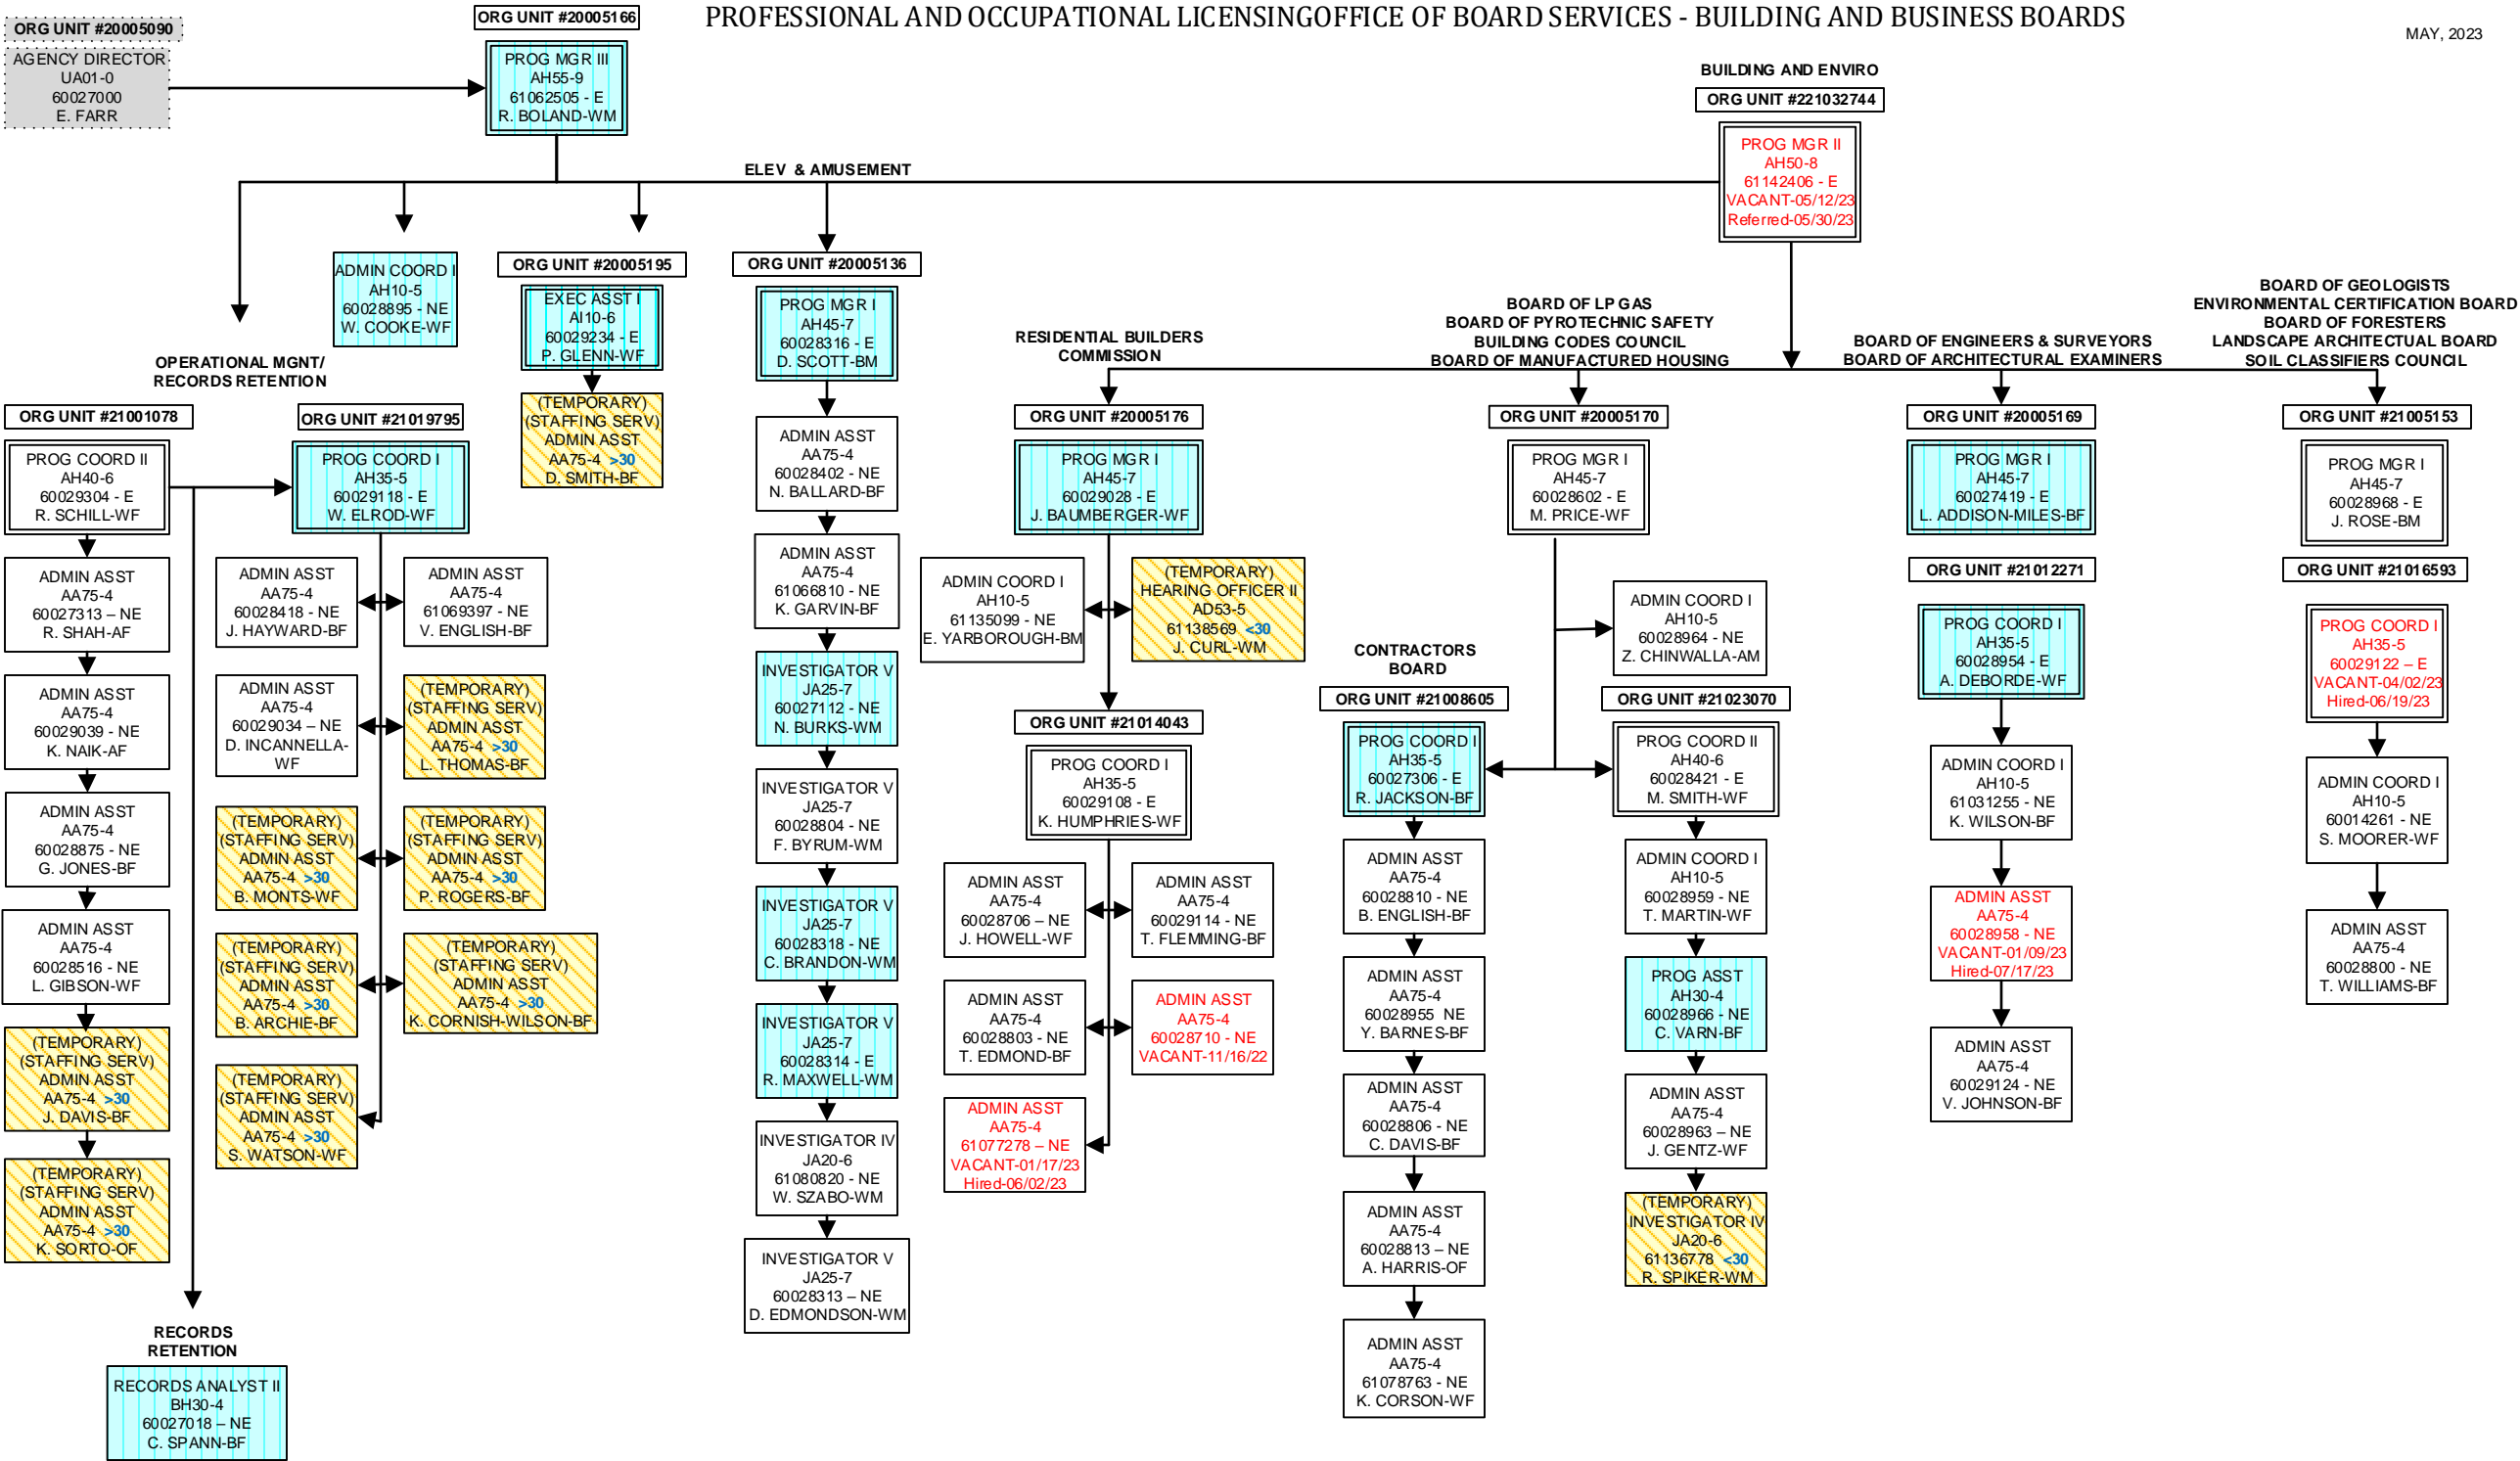 PROFESSIONAL AND OCCUPATIONAL LICENSINGOFFICE OF BOARD SERVICES - BUILDING AND BUSINESS BOARDS
MAY, 2023
ORG UNIT #20005090
AGENCY DIRECTOR
UA01-0
60027000
E. FARR
ORG UNIT #20005166
PROG MGR III
AH55-9
61062505 - E
R. BOLAND-WM
BUILDING AND ENVIRO
ORG UNIT #221032744
PROG MGR II
AH50-8
61142406 - E
VACANT-05/12/23
Referred-05/30/23
ELEV & AMUSEMENT
OPERATIONAL MGNT/
RECORDS RETENTION
ADMIN COORD I
AH10-5
60028895 - NE
W. COOKE-WF
ORG UNIT #20005195
EXEC ASST I
AI10-6
60029234 - E
P. GLENN-WF
(TEMPORARY)
(STAFFING SERV)
ADMIN ASST
AA75-4 >30
D. SMITH-BF
ORG UNIT #21001078
PROG COORD II
AH40-6
60029304 - E
R. SCHILL-WF
ADMIN ASST
AA75-4
60027313 – NE
R. SHAH-AF
ADMIN ASST
AA75-4
60029039 - NE
K. NAIK-AF
ADMIN ASST
AA75-4
60028875 - NE
G. JONES-BF
ADMIN ASST
AA75-4
60028516 - NE
L. GIBSON-WF
(TEMPORARY)
(STAFFING SERV)
ADMIN ASST
AA75-4 >30
J. DAVIS-BF
(TEMPORARY)
(STAFFING SERV)
ADMIN ASST
AA75-4 >30
K. SORTO-OF
RECORDS
RETENTION
RECORDS ANALYST II
BH30-4
60027018 – NE
C. SPANN-BF
ORG UNIT #21019795
PROG COORD I
AH35-5
60029118 - E
W. ELROD-WF
ADMIN ASST
AA75-4
60028418 - NE
J. HAYWARD-BF
ADMIN ASST
AA75-4
61069397 - NE
V. ENGLISH-BF
ADMIN ASST
AA75-4
60029034 – NE
D. INCANNELLA-
WF
(TEMPORARY)
(STAFFING SERV)
ADMIN ASST
AA75-4 >30
L. THOMAS-BF
(TEMPORARY)
(STAFFING SERV)
ADMIN ASST
AA75-4 >30
B. MONTS-WF
(TEMPORARY)
(STAFFING SERV)
ADMIN ASST
AA75-4 >30
P. ROGERS-BF
(TEMPORARY)
(STAFFING SERV)
ADMIN ASST
AA75-4 >30
B. ARCHIE-BF
(TEMPORARY)
(STAFFING SERV)
ADMIN ASST
AA75-4 >30
K. CORNISH-WILSON-BF
(TEMPORARY)
(STAFFING SERV)
ADMIN ASST
AA75-4 >30
S. WATSON-WF
ORG UNIT #20005136
PROG MGR I
AH45-7
60028316 - E
D. SCOTT-BM
ADMIN ASST
AA75-4
60028402 - NE
N. BALLARD-BF
ADMIN ASST
AA75-4
61066810 - NE
K. GARVIN-BF
INVESTIGATOR V
JA25-7
60027112 - NE
N. BURKS-WM
INVESTIGATOR V
JA25-7
60028804 - NE
F. BYRUM-WM
INVESTIGATOR V
JA25-7
60028318 - NE
C. BRANDON-WM
INVESTIGATOR V
JA25-7
60028314 - E
R. MAXWELL-WM
INVESTIGATOR IV
JA20-6
61080820 - NE
W. SZABO-WM
INVESTIGATOR V
JA25-7
60028313 – NE
D. EDMONDSON-WM
RESIDENTIAL BUILDERS
COMMISSION
ORG UNIT #20005176
PROG MGR I
AH45-7
60029028 - E
J. BAUMBERGER-WF
ADMIN COORD I
AH10-5
61135099 - NE
E. YARBOROUGH-BM
(TEMPORARY)
HEARING OFFICER II
AD53-5
61138569 <30
J. CURL-WM
ORG UNIT #21014043
PROG COORD I
AH35-5
60029108 - E
K. HUMPHRIES-WF
ADMIN ASST
AA75-4
60028706 – NE
J. HOWELL-WF
ADMIN ASST
AA75-4
60029114 - NE
T. FLEMMING-BF
ADMIN ASST
AA75-4
60028803 - NE
T. EDMOND-BF
ADMIN ASST
AA75-4
60028710 - NE
VACANT-11/16/22
ADMIN ASST
AA75-4
61077278 – NE
VACANT-01/17/23
Hired-06/02/23
BOARD OF LP GAS
BOARD OF PYROTECHNIC SAFETY
BUILDING CODES COUNCIL
BOARD OF MANUFACTURED HOUSING
ORG UNIT #20005170
PROG MGR I
AH45-7
60028602 - E
M. PRICE-WF
ADMIN COORD I
AH10-5
60028964 - NE
Z. CHINWALLA-AM
CONTRACTORS
BOARD
ORG UNIT #21008605
PROG COORD I
AH35-5
60027306 - E
R. JACKSON-BF
ADMIN ASST
AA75-4
60028810 - NE
B. ENGLISH-BF
ADMIN ASST
AA75-4
60028955 NE
Y. BARNES-BF
ADMIN ASST
AA75-4
60028806 - NE
C. DAVIS-BF
ADMIN ASST
AA75-4
60028813 – NE
A. HARRIS-OF
ADMIN ASST
AA75-4
61078763 - NE
K. CORSON-WF
ORG UNIT #21023070
PROG COORD II
AH40-6
60028421 - E
M. SMITH-WF
ADMIN COORD I
AH10-5
60028959 - NE
T. MARTIN-WF
PROG ASST
AH30-4
60028966 - NE
C. VARN-BF
ADMIN ASST
AA75-4
60028963 – NE
J. GENTZ-WF
(TEMPORARY)
INVESTIGATOR IV
JA20-6
61136778 <30
R. SPIKER-WM
BOARD OF ENGINEERS & SURVEYORS
BOARD OF ARCHITECTURAL EXAMINERS
ORG UNIT #20005169
PROG MGR I
AH45-7
60027419 - E
L. ADDISON-MILES-BF
ORG UNIT #21012271
PROG COORD I
AH35-5
60028954 - E
A. DEBORDE-WF
ADMIN COORD I
AH10-5
61031255 - NE
K. WILSON-BF
ADMIN ASST
AA75-4
60028958 - NE
VACANT-01/09/23
Hired-07/17/23
ADMIN ASST
AA75-4
60029124 - NE
V. JOHNSON-BF
BOARD OF GEOLOGISTS
ENVIRONMENTAL CERTIFICATION BOARD
BOARD OF FORESTERS
LANDSCAPE ARCHITECTUAL BOARD
SOIL CLASSIFIERS COUNCIL
ORG UNIT #21005153
PROG MGR I
AH45-7
60028968 - E
J. ROSE-BM
ORG UNIT #21016593
PROG COORD I
AH35-5
60029122 – E
VACANT-04/02/23
Hired-06/19/23
ADMIN COORD I
AH10-5
60014261 - NE
S. MOORER-WF
ADMIN ASST
AA75-4
60028800 - NE
T. WILLIAMS-BF